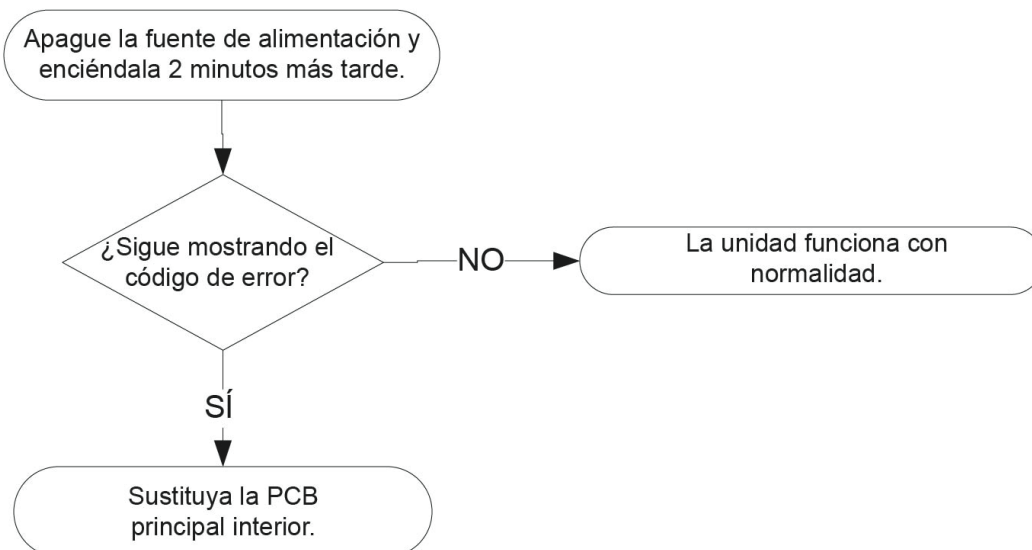 Apague la fuente de alimentación y
enciéndala 2 minutos más tarde.
¿Sigue mostrando el
código de error?
NO
La unidad funciona con
normalidad.
SÍ
Sustituya la PCB
principal interior.